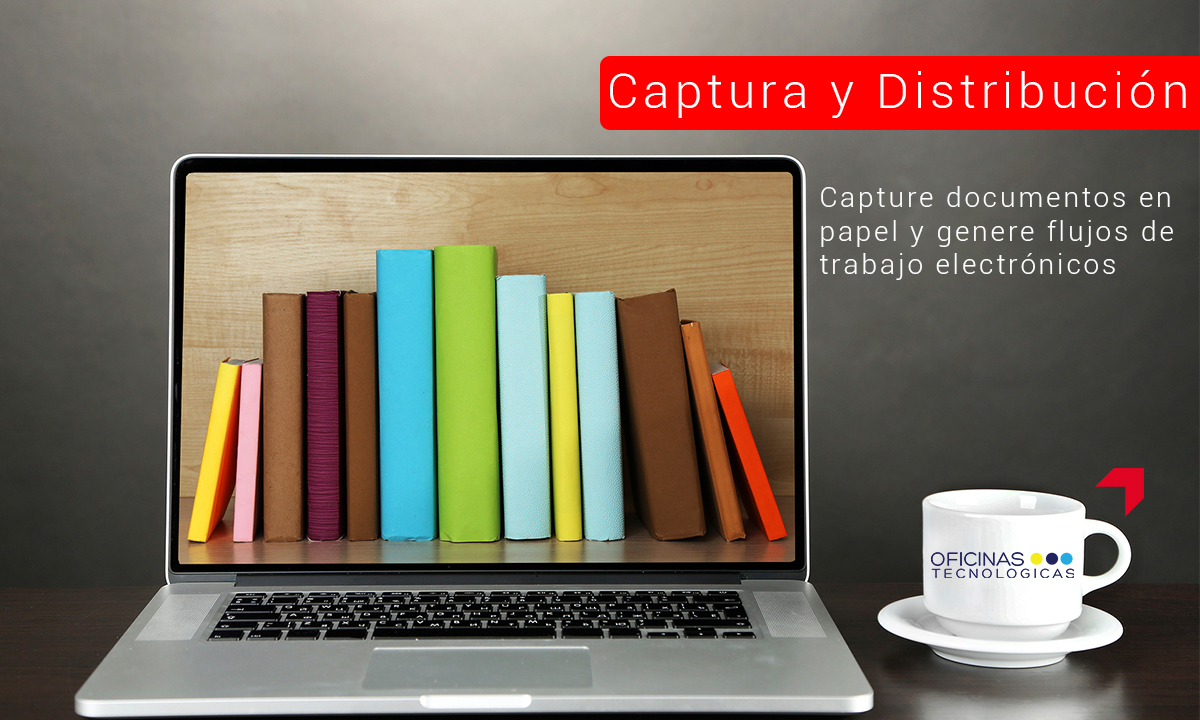 Captura y Distribución
Capture documentos en
papel y genere flujos de
trabajo electrónicos
OFICINAS
TECNOLOGICAS